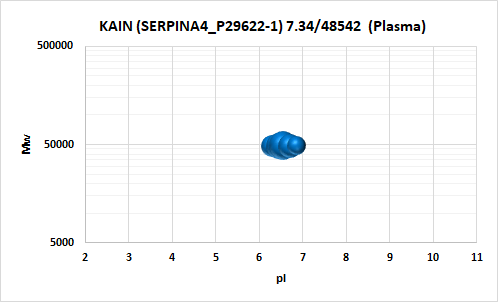 KAIN (SERPINA4_P29622-1) 7.34/48542 (Plasma)
500000
50000
5000
Mw
2 3 4 5 6 7 8 9 10 11
pI